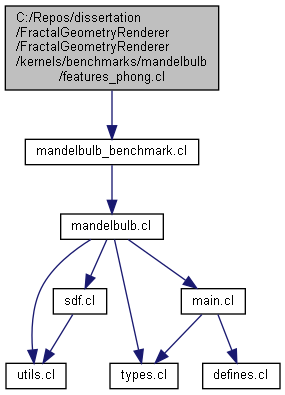 C:/Repos/dissertation
/FractalGeometryRenderer
/FractalGeometryRenderer
/kernels/benchmarks/mandelbulb
/features_phong.cl
mandelbulb_benchmark.cl
mandelbulb.cl
sdf.cl
main.cl
utils.cl
types.cl
defines.cl